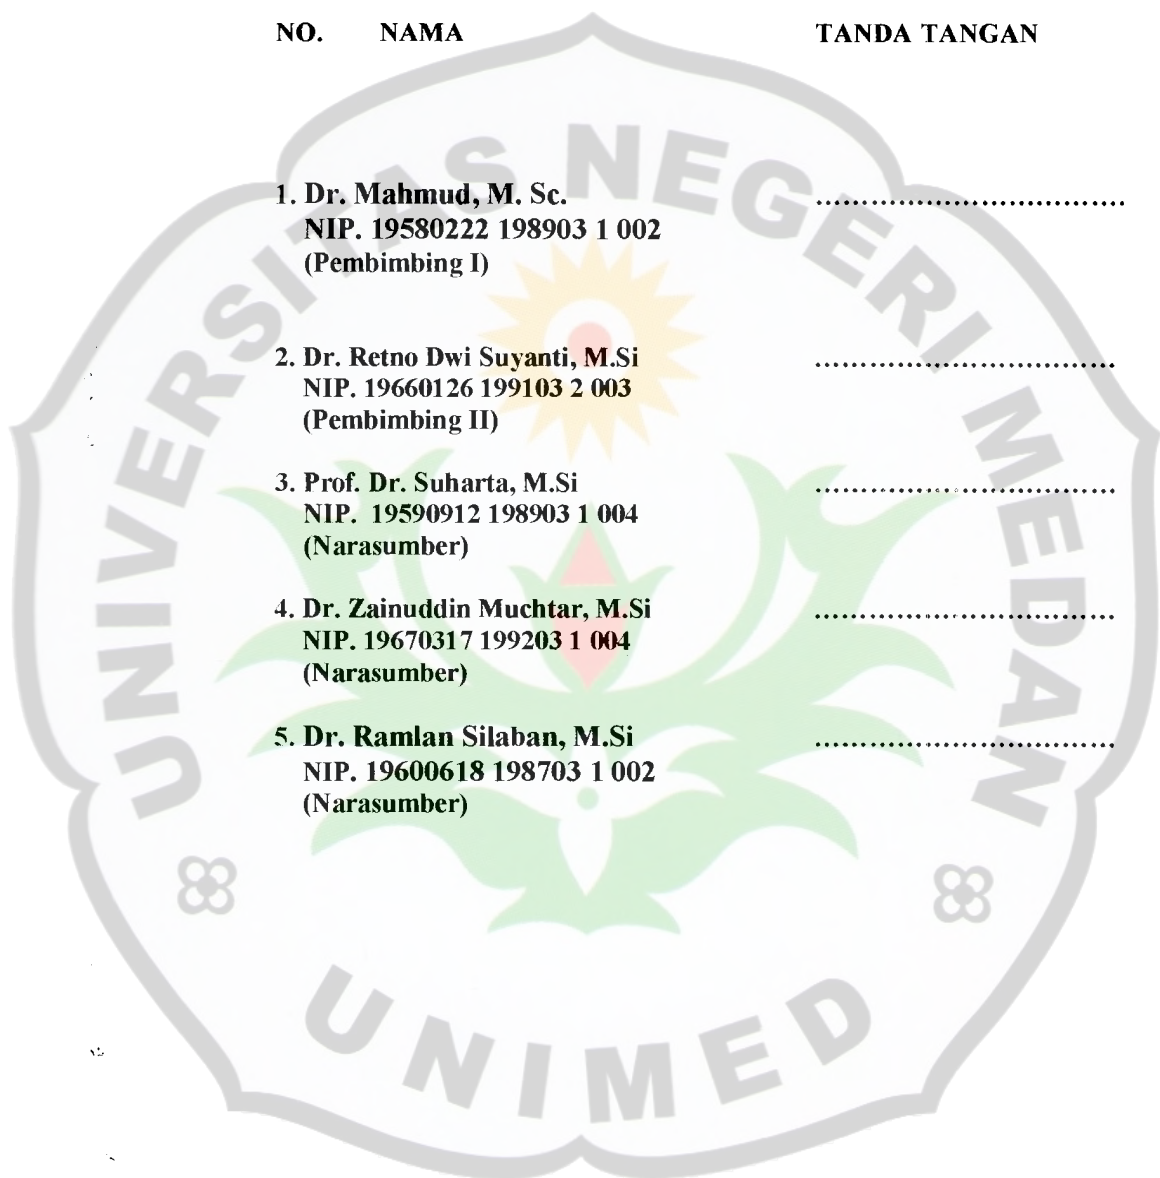 NO. NAMA TANDA TANGAN
1. Dr. Mahmud, M. Sc. ................................
NIP. 19580222 198903 1 002
(Pembimbing I)
2. Dr. Retno Dwi Suyanti, M.Si ................................
NIP. 19660126 199103 2 003
(Pembimbing II)
3. Prof. Dr. Suharta, M.Si ................................
NIP. 19590912 198903 1 004
(Narasumber)
4. Dr. Zainuddin Muchtar, M.Si ................................
NIP. 19670317 199203 1 004
(Narasumber)
5. Dr. Ramlan Silaban, M.Si ................................
NIP. 19600618 198703 1 002
(Narasumber)
UNIVERSITAS NEGERI MEDAN
UNIMED